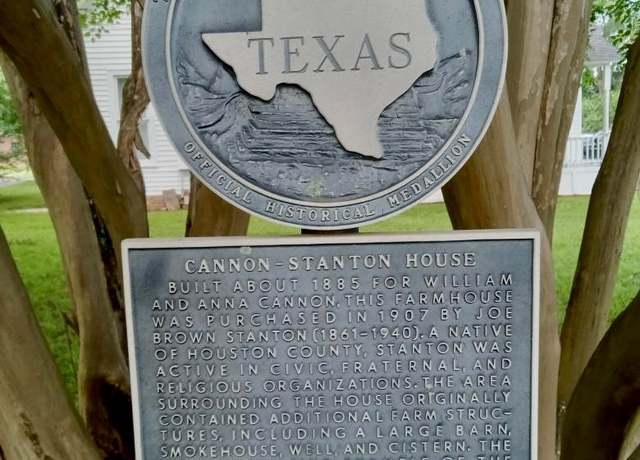 TEXAS
OFFICIAL HISTORICAL MEDALLION
CANNON-STANTON HOUSE
BUILT ABOUT 1885 FOR WILLIAM
AND ANNA CANNON, THIS FARMHOUSE
WAS PURCHASED IN 1907 BY JOE
BROWN STANTON (1861-1940). A NATIVE
OF HOUSTON COUNTY, STANTON WAS
ACTIVE IN CIVIC, FRATERNAL, AND
RELIGIOUS ORGANIZATIONS. THE AREA
SURROUNDING THE HOUSE ORIGINALLY
CONTAINED ADDITIONAL FARM STRUC-
TURES, INCLUDING A LARGE BARN,
SMOKEHOUSE, WELL, AND CISTERN. THE
OF THE